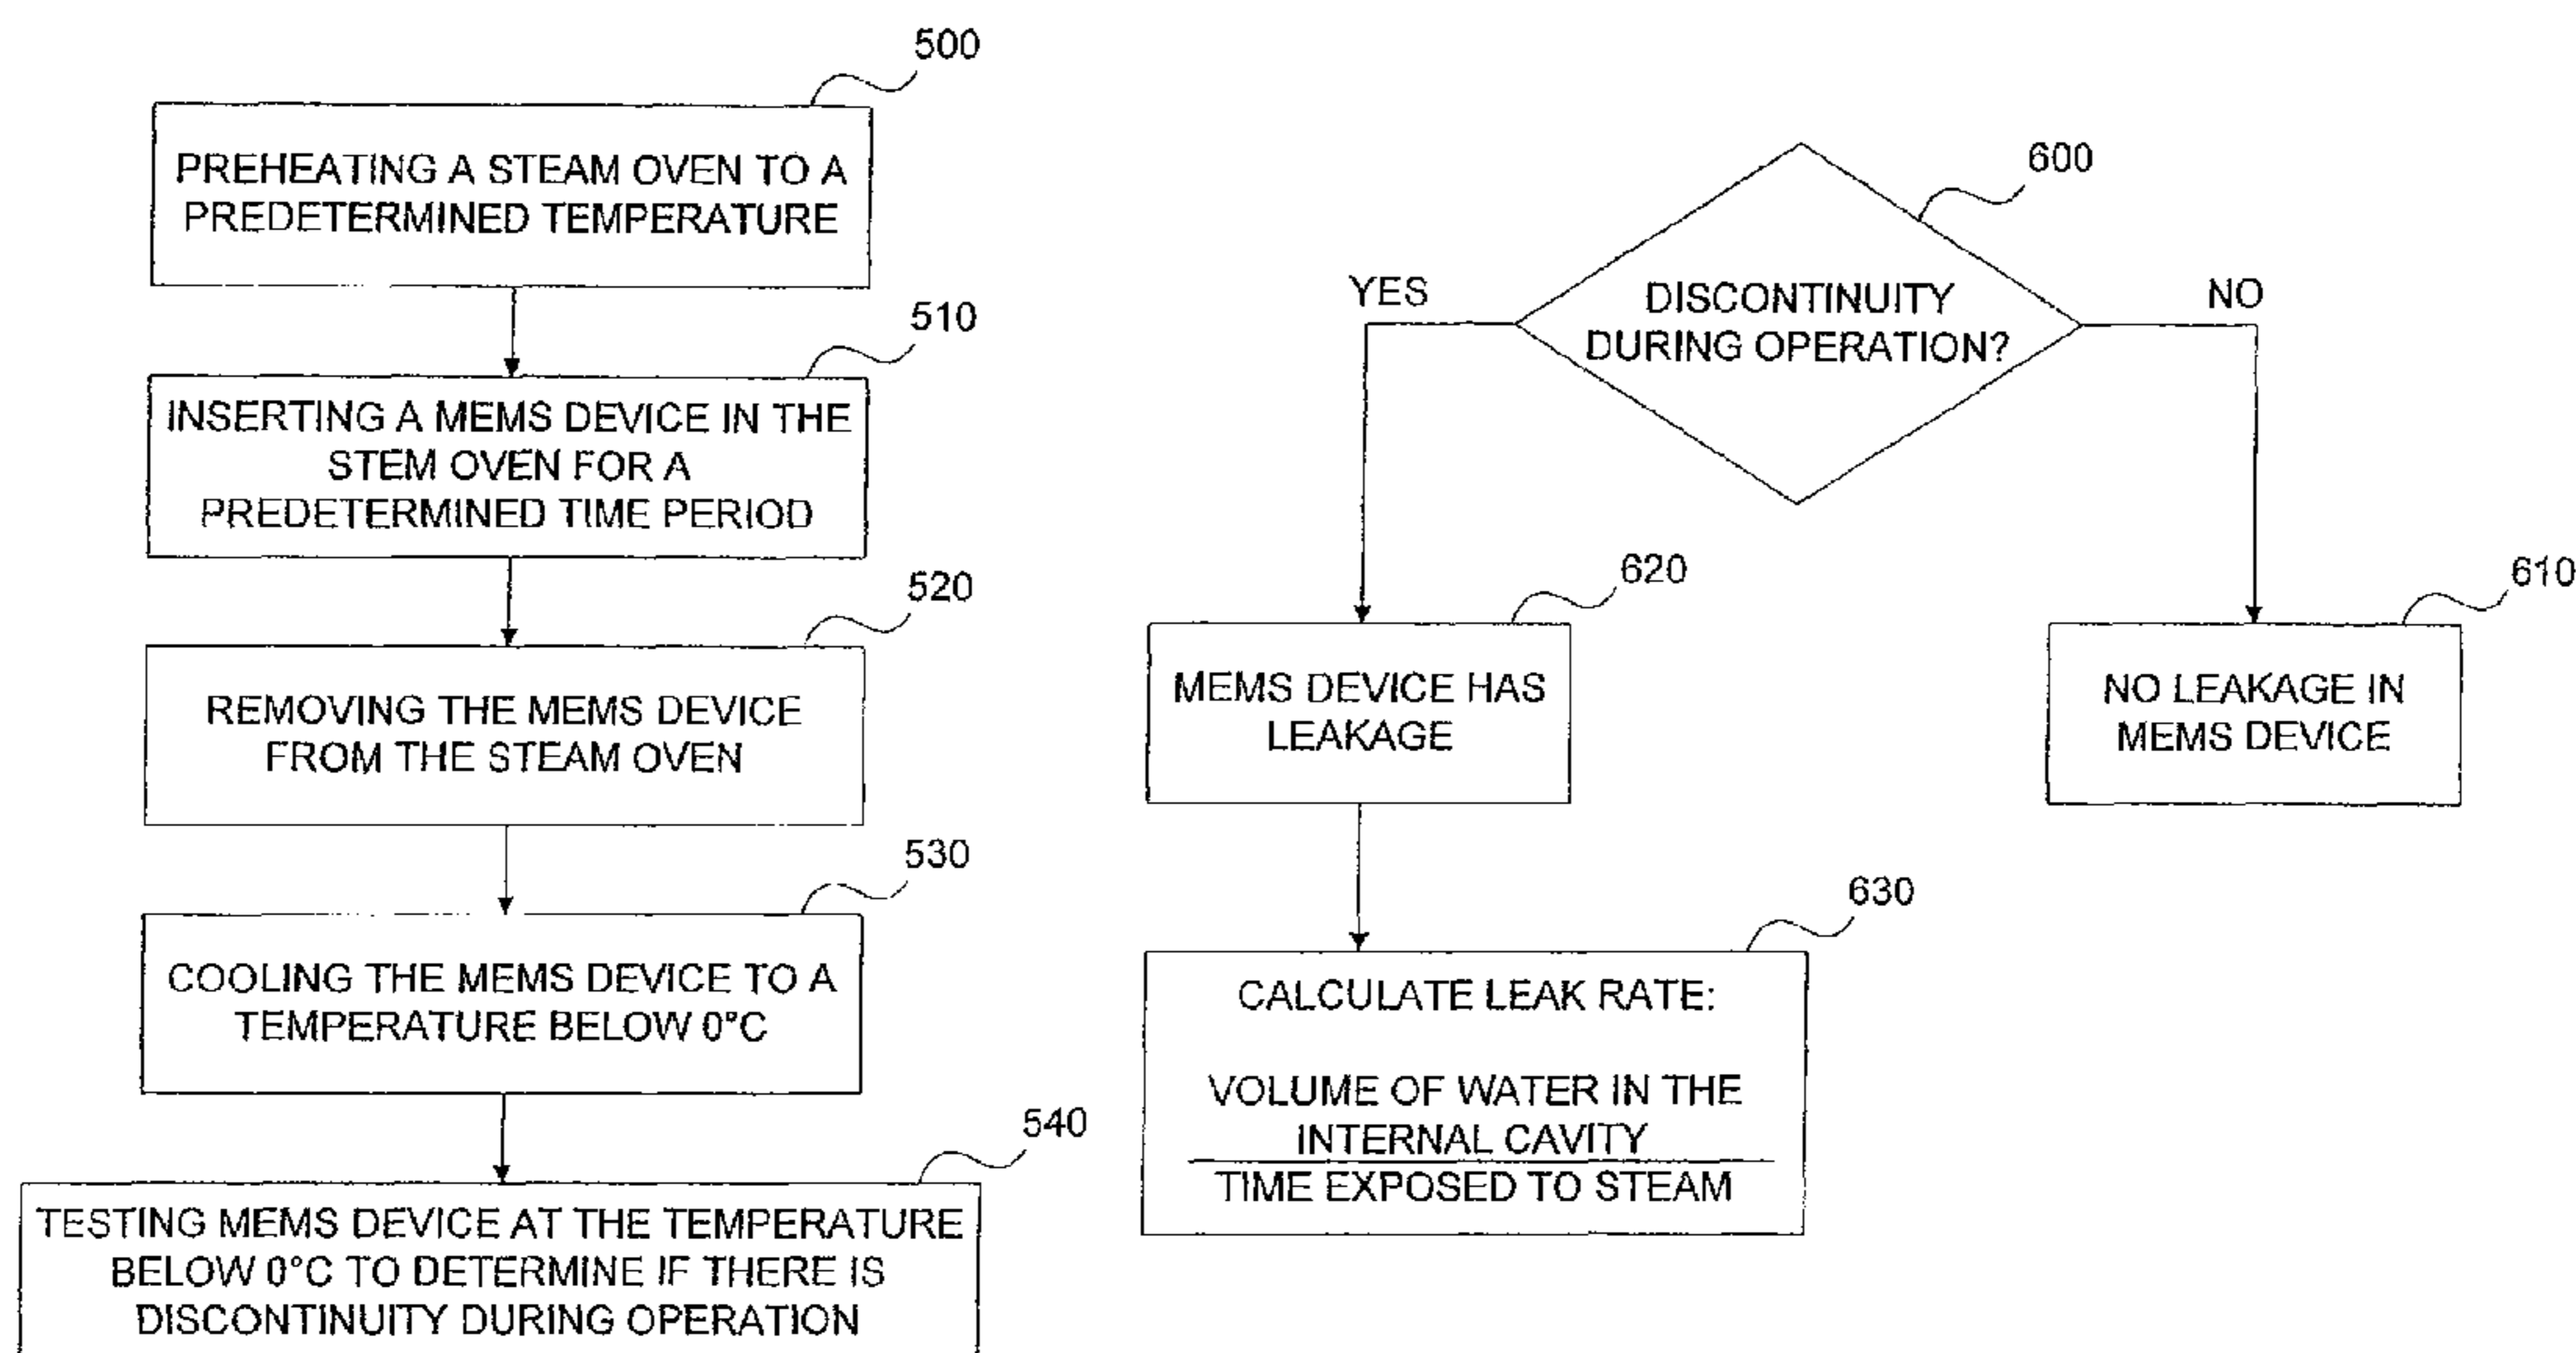 500
PREHEATING A STEAM OVEN TO A
PREDETERMINED TEMPERATURE
510
INSERTING A MEMS DEVICE IN THE
STEM OVEN FOR A
PREDETERMINED TIME PERIOD
520
REMOVING THE MEMS DEVICE
FROM THE STEAM OVEN
530
COOLING THE MEMS DEVICE TO A
TEMPERATURE BELOW 0°C
540
TESTING MEMS DEVICE AT THE TEMPERATURE
BELOW 0°C TO DETERMINE IF THERE IS
DISCONTINUITY DURING OPERATION
600
DISCONTINUITY
DURING OPERATION?
YES
NO
620
MEMS DEVICE HAS
LEAKAGE
610
NO LEAKAGE IN
MEMS DEVICE
630
CALCULATE LEAK RATE:
VOLUME OF WATER IN THE
INTERNAL CAVITY
TIME EXPOSED TO STEAM